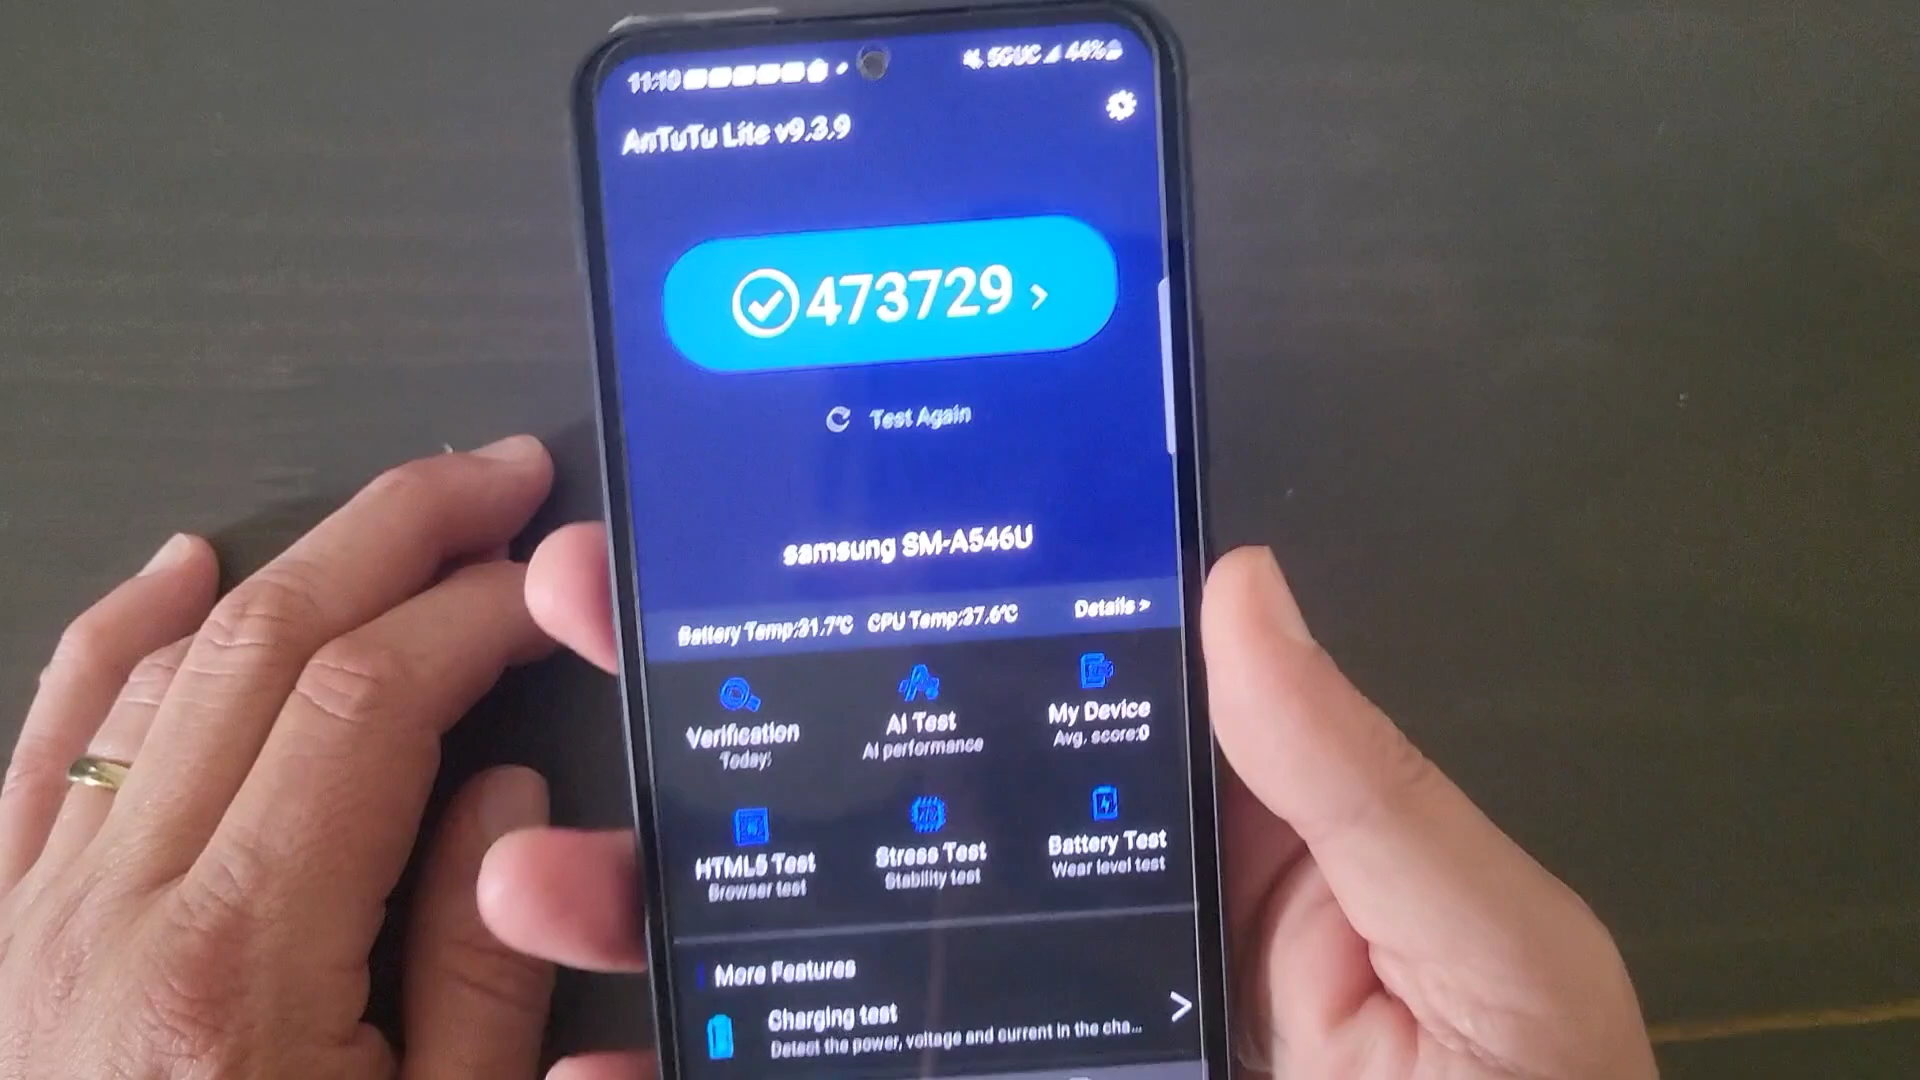 11:10 5GUC 44%
AnTuTu Lite v9.3.9
473729 >
Test Again
samsung SM-A546U
Battery Temp:31.7℃ CPU Temp:37.6℃ Details >
Verification AI Test My Device
Today: AI performance Avg. score:0
HTML5 Test Stress Test Battery Test
Browser test Stability test Wear level test
More Features
Charging test
Detect the power, voltage and current in the cha...